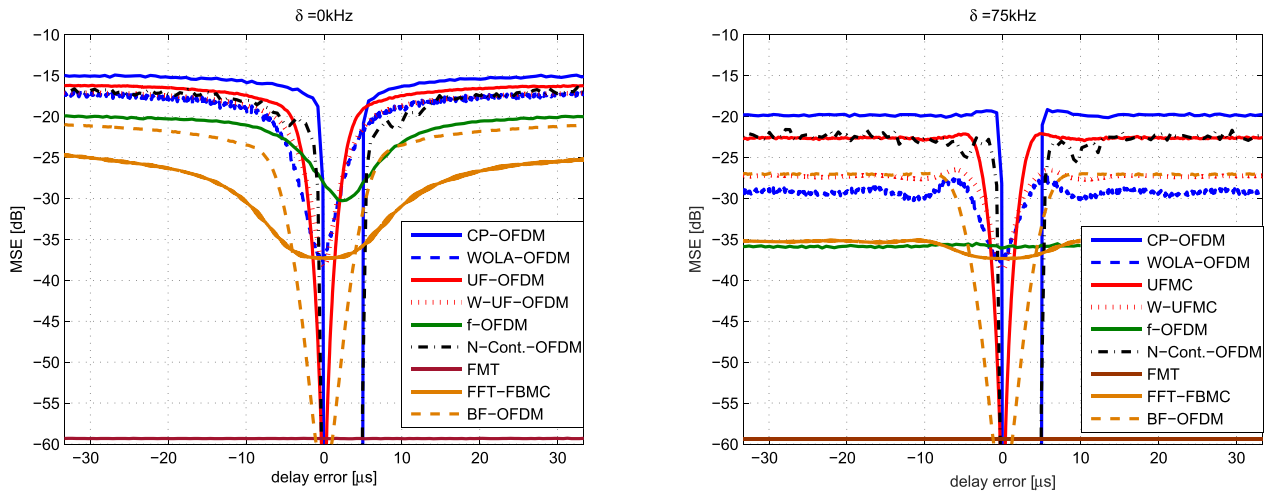 δ =0kHz
MSE [dB]
−10
−15
−20
−25
−30
−35
−40
−45
−50
−55
−60
−30 −20 −10 0 10 20 30
delay error [μs]
CP−OFDM
WOLA−OFDM
UF−OFDM
W−UF−OFDM
f−OFDM
N−Cont.−OFDM
FMT
FFT−FBMC
BF−OFDM
δ =75kHz
MSE [dB]
−10
−15
−20
−25
−30
−35
−40
−45
−50
−55
−60
−30 −20 −10 0 10 20 30
delay error [μs]
CP−OFDM
WOLA−OFDM
UFMC
W−UFMC
f−OFDM
N−Cont.−OFDM
FMT
FFT−FBMC
BF−OFDM